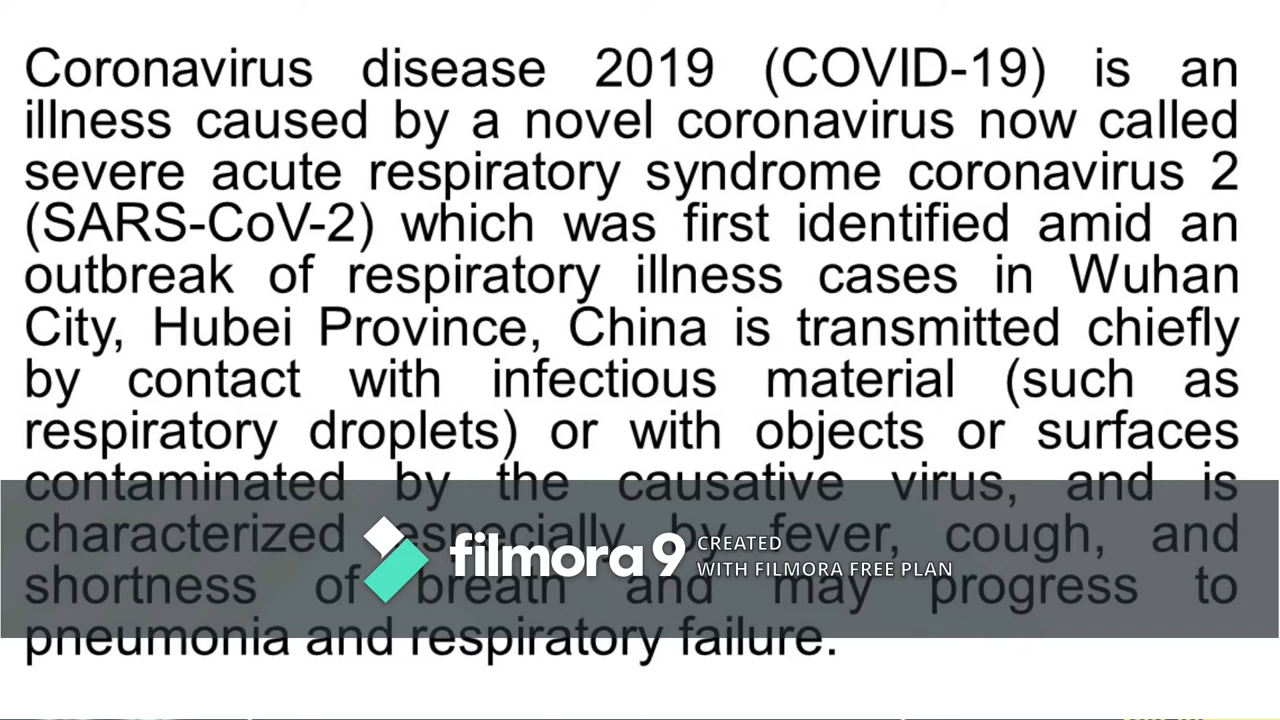 Coronavirus disease 2019 (COVID-19) is an
illness caused by a novel coronavirus now called
severe acute respiratory syndrome coronavirus 2
(SARS-CoV-2) which was first identified amid an
outbreak of respiratory illness cases in Wuhan
City, Hubei Province, China is transmitted chiefly
by contact with infectious material (such as
respiratory droplets) or with objects or surfaces
contaminated by the causative virus, and is
characterized especially by fever, cough, and
shortness of breath and may progress to
pneumonia and respiratory failure.
filmora 9
CREATED
WITH FILMORA FREE PLAN